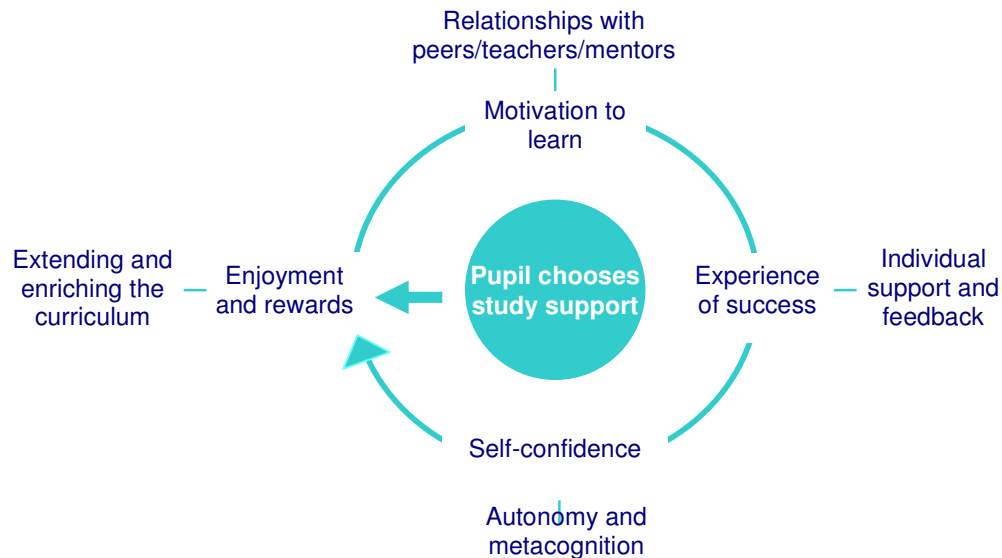 Relationships with
peers/teachers/mentors
Motivation to
learn
Extending and
enriching the
curriculum
Enjoyment
and rewards
Pupil chooses
study support
Experience
of success
Individual
support and
feedback
Self-confidence
Autonomy and
metacognition